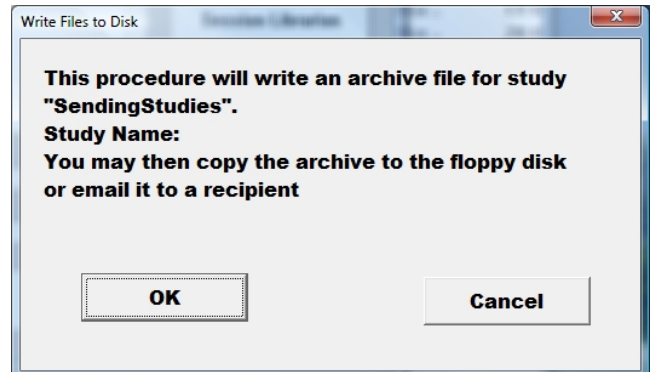 Write Files to Disk
This procedure will write an archive file for study
"SendingStudies".
Study Name:
You may then copy the archive to the floppy disk
or email it to a recipient
OK
Cancel